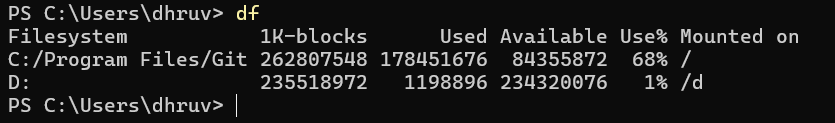 PS C:\Users\dhruv> df
Filesystem           1K-blocks      Used Available Use% Mounted on
C:/Program Files/Git 262807548 178451676  84355872  68% /
D:                   235518972   1198896 234320076   1% /d
PS C:\Users\dhruv>